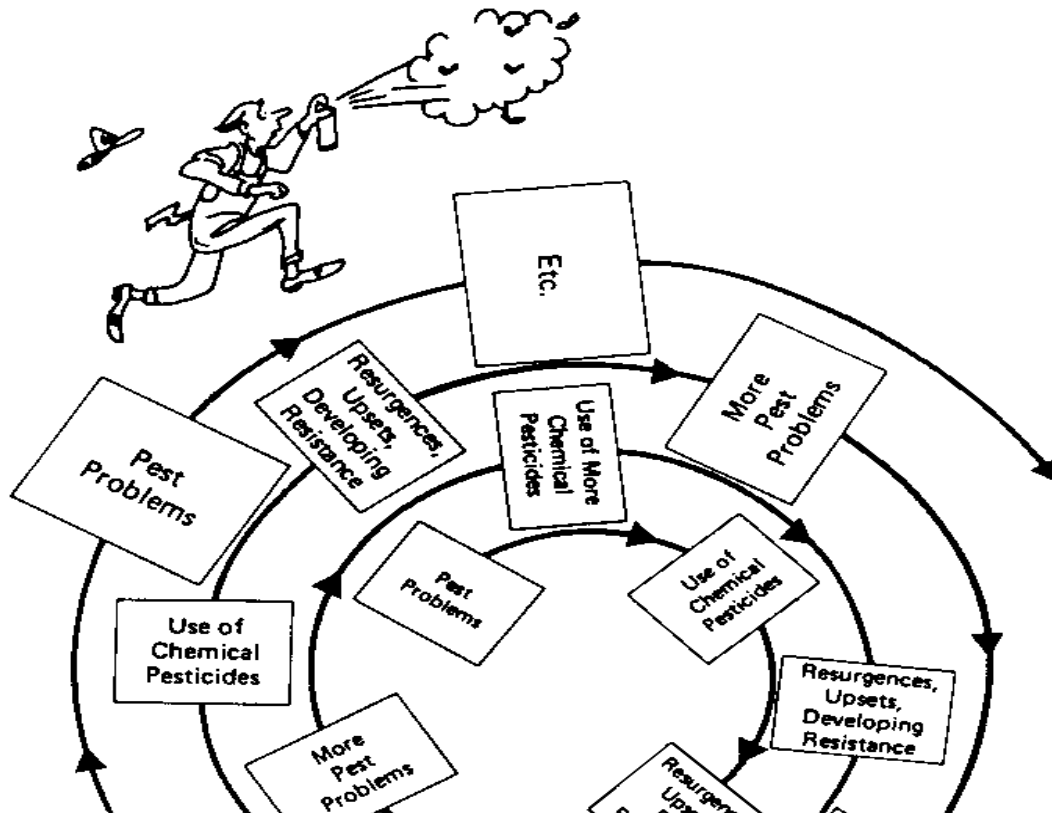 Etc.
Resurgences,
Upsets,
Developing
Resistance
More
Pest
Problems
Pest
Problems
Use of More
Chemical
Pesticides
Pest
Problems
Use of
Chemical
Pesticides
Use of
Chemical
Pesticides
Resurgences,
Upsets,
Developing
Resistance
More
Pest
Problems